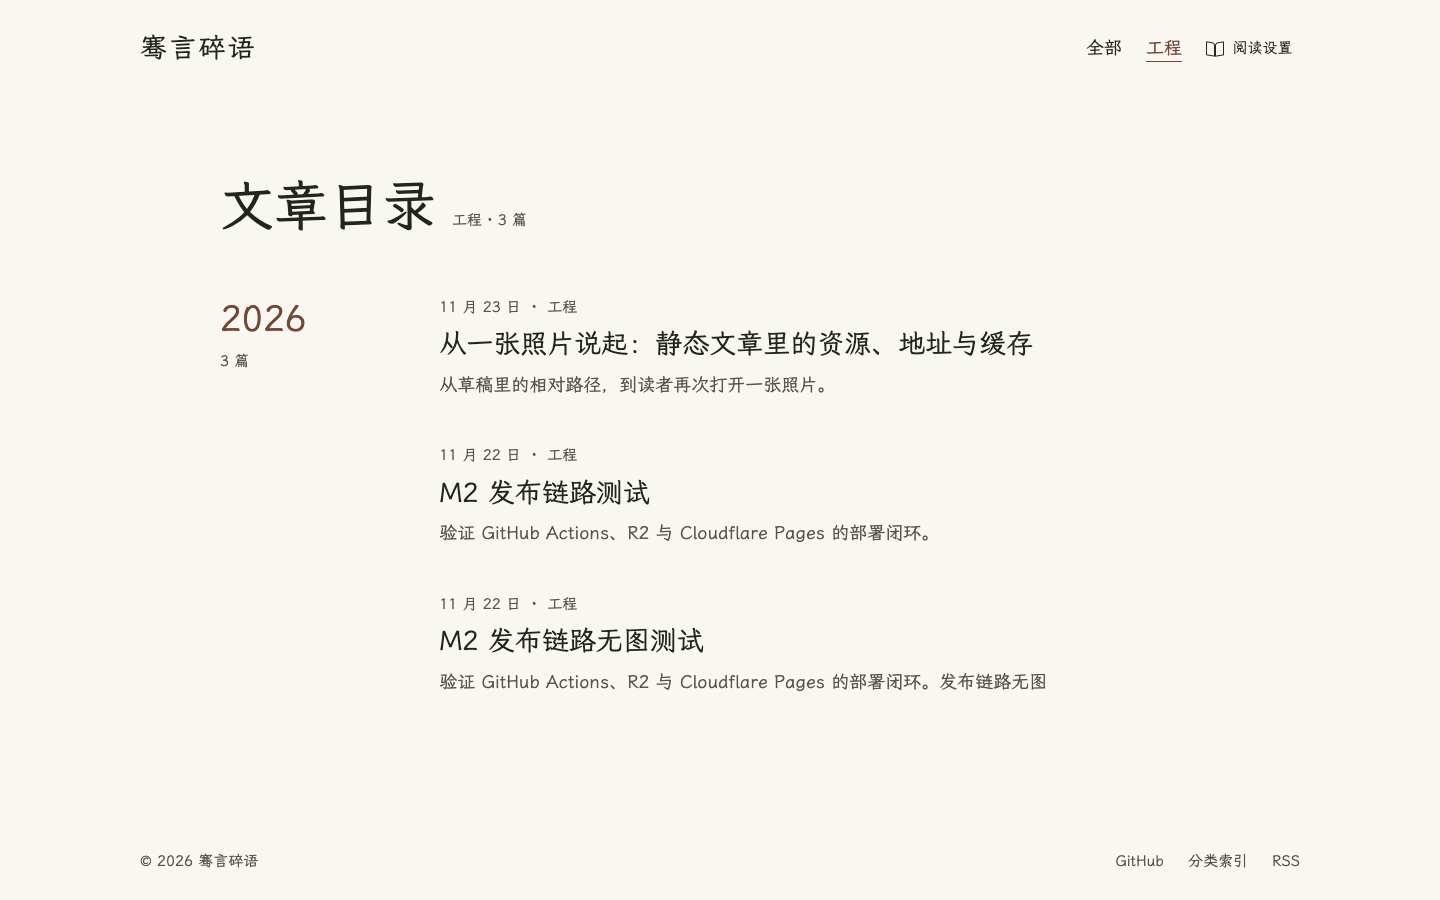 骞言碎语
全部 工程 阅读设置
文章目录 工程 · 3 篇
2026
3 篇
11 月 23 日 · 工程
从一张照片说起：静态文章里的资源、地址与缓存
从草稿里的相对路径，到读者再次打开一张照片。
11 月 22 日 · 工程
M2 发布链路测试
验证 GitHub Actions、R2 与 Cloudflare Pages 的部署闭环。
11 月 22 日 · 工程
M2 发布链路无图测试
验证 GitHub Actions、R2 与 Cloudflare Pages 的部署闭环。发布链路无图
© 2026 骞言碎语
GitHub 分类索引 RSS